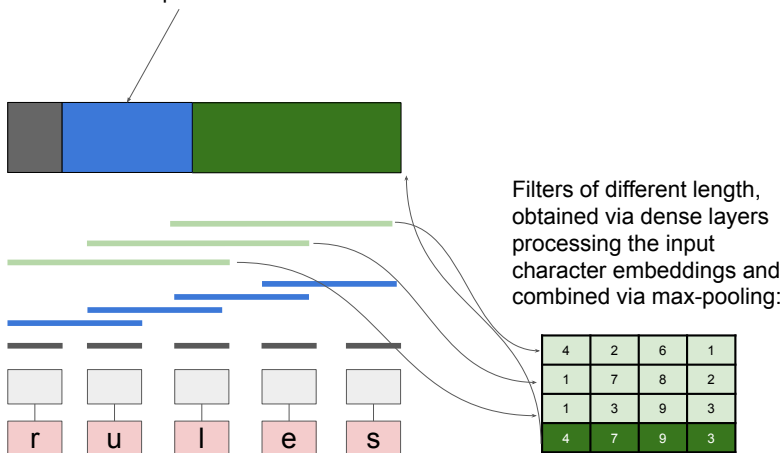 Filters of different length,
obtained via dense layers
processing the input
character embeddings and
combined via max-pooling:
4 2 6 1
1 7 8 2
1 3 9 3
4 7 9 3
r u l e s